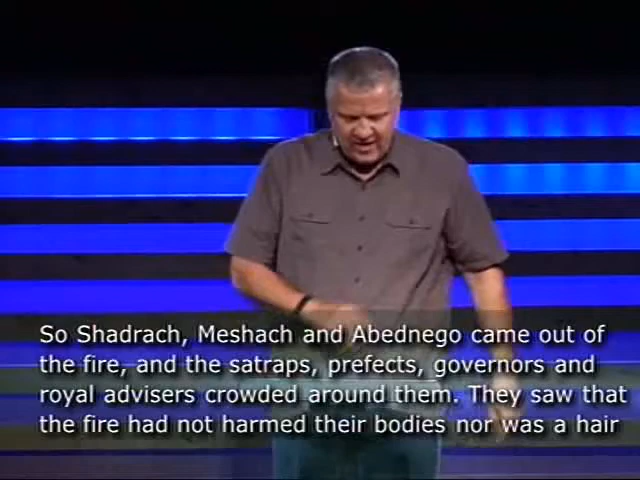 So Shadrach, Meshach and Abednego came out of
the fire, and the satraps, prefects, governors and
royal advisers crowded around them. They saw that
the fire had not harmed their bodies nor was a hair